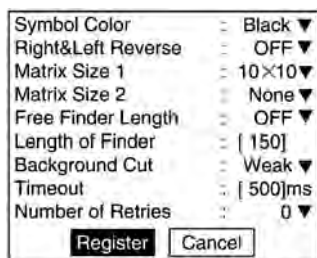 Symbol Color : Black ▼
Right&Left Reverse : OFF ▼
Matrix Size 1 : 10×10 ▼
Matrix Size 2 : None ▼
Free Finder Length : OFF ▼
Length of Finder : [ 150]
Background Cut : Weak ▼
Timeout : [ 500]ms
Number of Retries : 0 ▼
Register Cancel